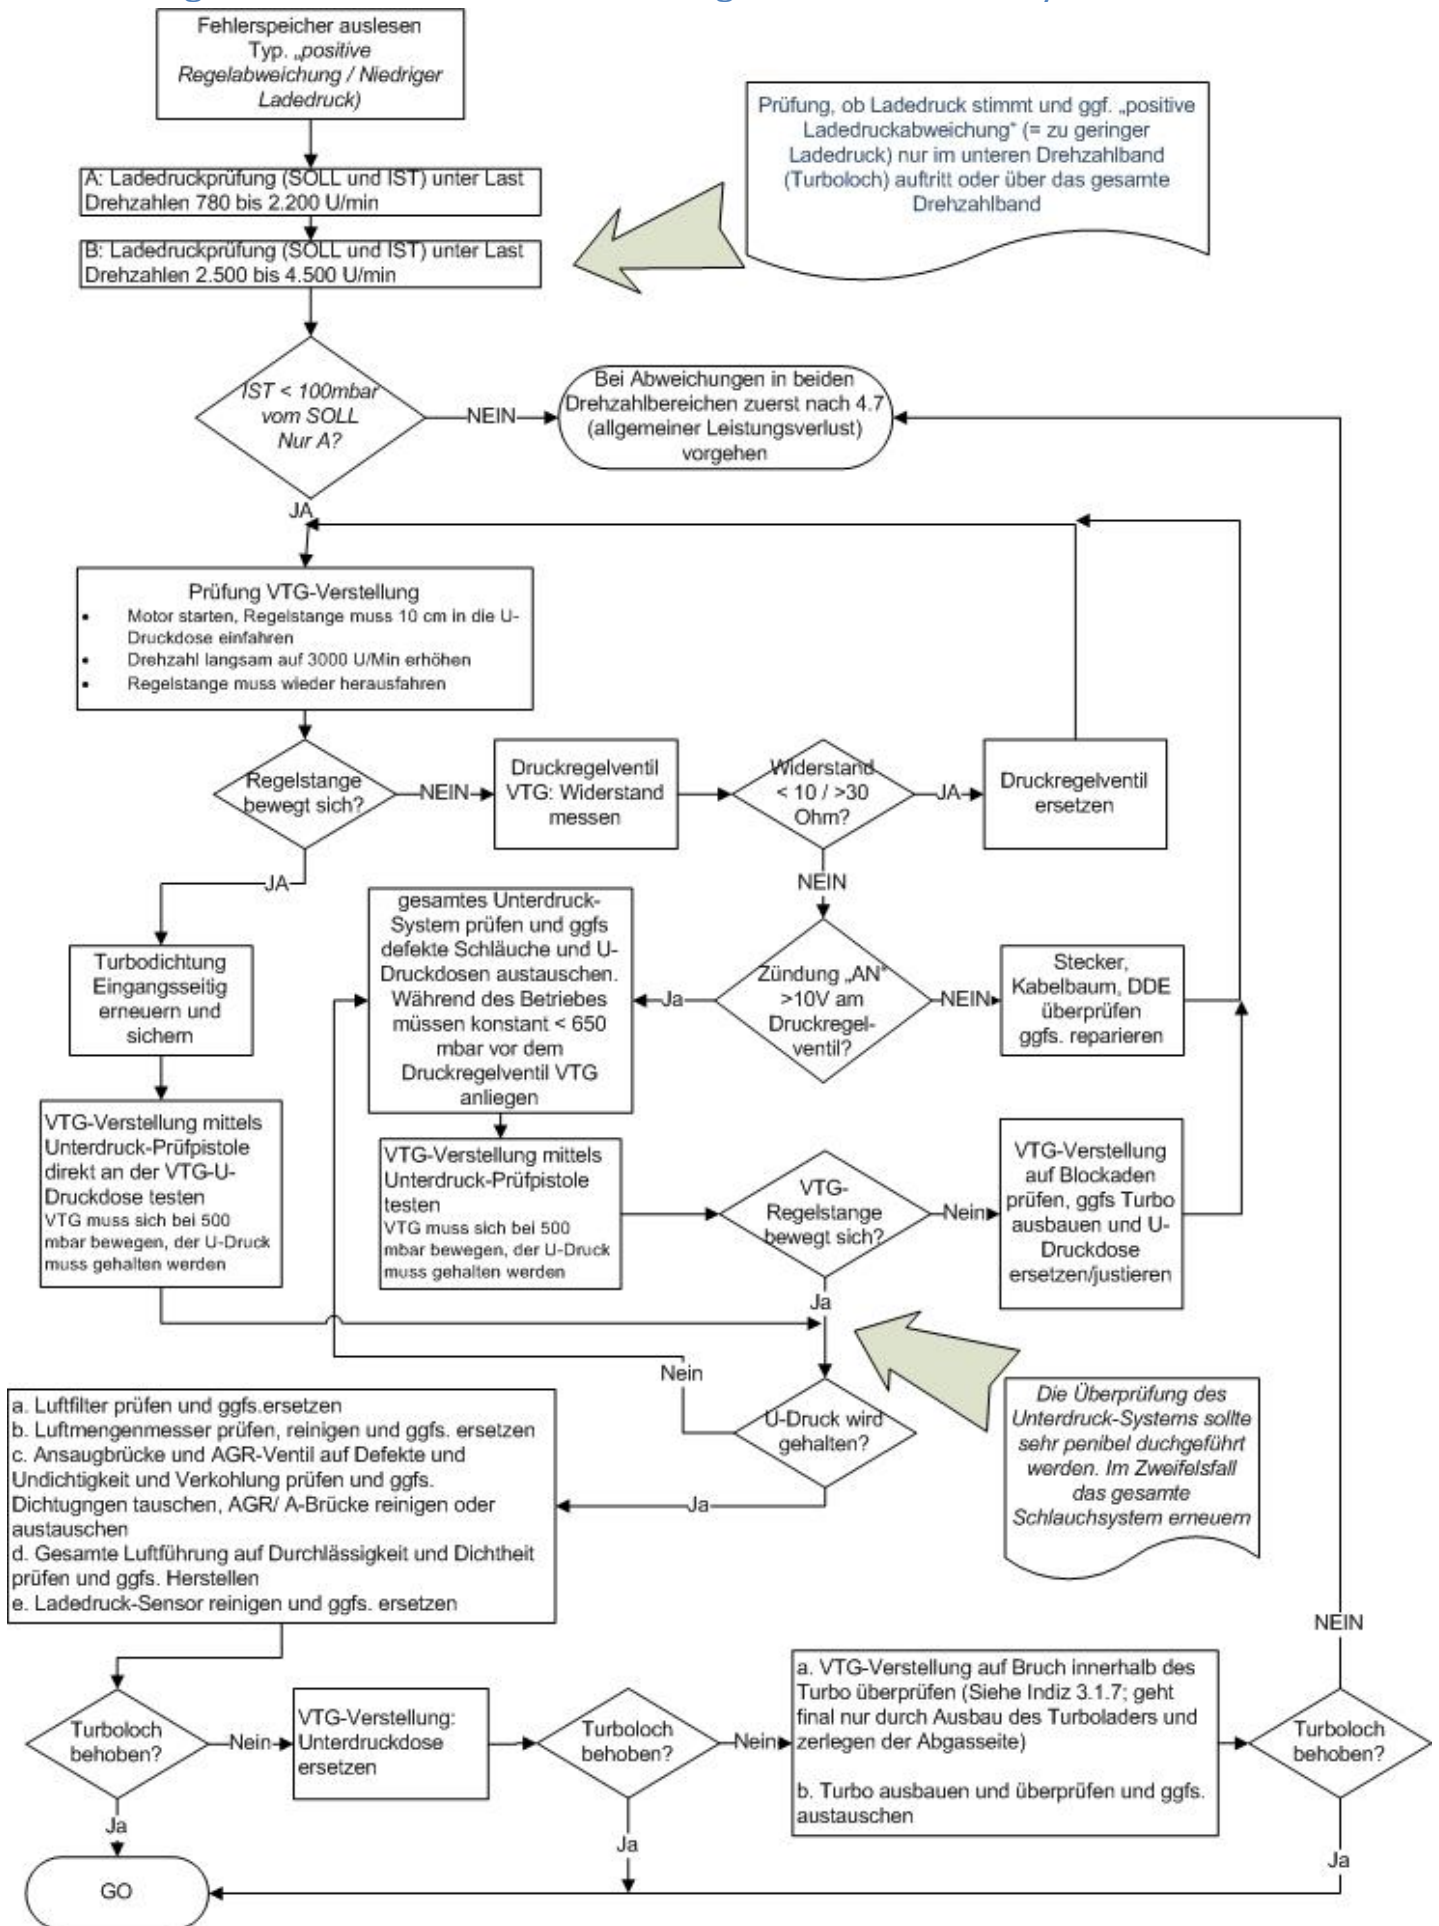 Fehlerspeicher auslesen
Typ. „positive
Regelabweichung / Niedriger
Ladedruck)
Prüfung, ob Ladedruck stimmt und ggf. „positive
Ladedruckabweichung“ (= zu geringer
Ladedruck) nur im unteren Drehzahlband
(Turboloch) auftritt oder über das gesamte
Drehzahlband
A: Ladedruckprüfung (SOLL und IST) unter Last
Drehzahlen 780 bis 2.200 U/min
B: Ladedruckprüfung (SOLL und IST) unter Last
Drehzahlen 2.500 bis 4.500 U/min
IST < 100mbar
vom SOLL
Nur A?
NEIN
Bei Abweichungen in beiden
Drehzahlbereichen zuerst nach 4.7
(allgemeiner Leistungsverlust)
vorgehen
JA
Prüfung VTG-Verstellung
• Motor starten, Regelstange muss 10 cm in die U-
Druckdose einfahren
• Drehzahl langsam auf 3000 U/Min erhöhen
• Regelstange muss wieder herausfahren
Regelstange
bewegt sich?
NEIN
Druckregelventil
VTG: Widerstand
messen
Widerstand
< 10 / >30
Ohm?
JA
Druckregelventil
ersetzen
JA
NEIN
gesamtes Unterdruck-
System prüfen und ggfs
defekte Schläuche und U-
Druckdosen austauschen.
Während des Betriebes
müssen konstant < 650
mbar vor dem
Druckregelventil VTG
anliegen
Ja
Zündung „AN“
>10V am
Druckregel-
ventil?
NEIN
Stecker,
Kabelbaum, DDE
überprüfen
ggfs. reparieren
Turbodichtung
Eingangsseitig
erneuern und
sichern
VTG-Verstellung mittels
Unterdruck-Prüfpistole
direkt an der VTG-U-
Druckdose testen
VTG muss sich bei 500
mbar bewegen, der U-Druck
muss gehalten werden
VTG-Verstellung mittels
Unterdruck-Prüfpistole
testen
VTG muss sich bei 500
mbar bewegen, der U-Druck
muss gehalten werden
VTG-
Regelstange
bewegt sich?
Nein
VTG-Verstellung
auf Blockaden
prüfen, ggfs Turbo
ausbauen und U-
Druckdose
ersetzen/justieren
Ja
Nein
U-Druck wird
gehalten?
Die Überprüfung des
Unterdruck-Systems sollte
sehr penibel duchgeführt
werden. Im Zweifelsfall
das gesamte
Schlauchsystem erneuern
Ja
a. Luftfilter prüfen und ggfs.ersetzen
b. Luftmengenmesser prüfen, reinigen und ggfs. ersetzen
c. Ansaugbrücke und AGR-Ventil auf Defekte und
Undichtigkeit und Verkohlung prüfen und ggfs.
Dichtugngen tauschen, AGR/ A-Brücke reinigen oder
austauschen
d. Gesamte Luftführung auf Durchlässigkeit und Dichtheit
prüfen und ggfs. Herstellen
e. Ladedruck-Sensor reinigen und ggfs. ersetzen
Turboloch
behoben?
Nein
VTG-Verstellung:
Unterdruckdose
ersetzen
Turboloch
behoben?
Nein
a. VTG-Verstellung auf Bruch innerhalb des
Turbo überprüfen (Siehe Indiz 3.1.7; geht
final nur durch Ausbau des Turboladers und
zerlegen der Abgasseite)
b. Turbo ausbauen und überprüfen und ggfs.
austauschen
NEIN
Turboloch
behoben?
Ja
Ja
Ja
GO